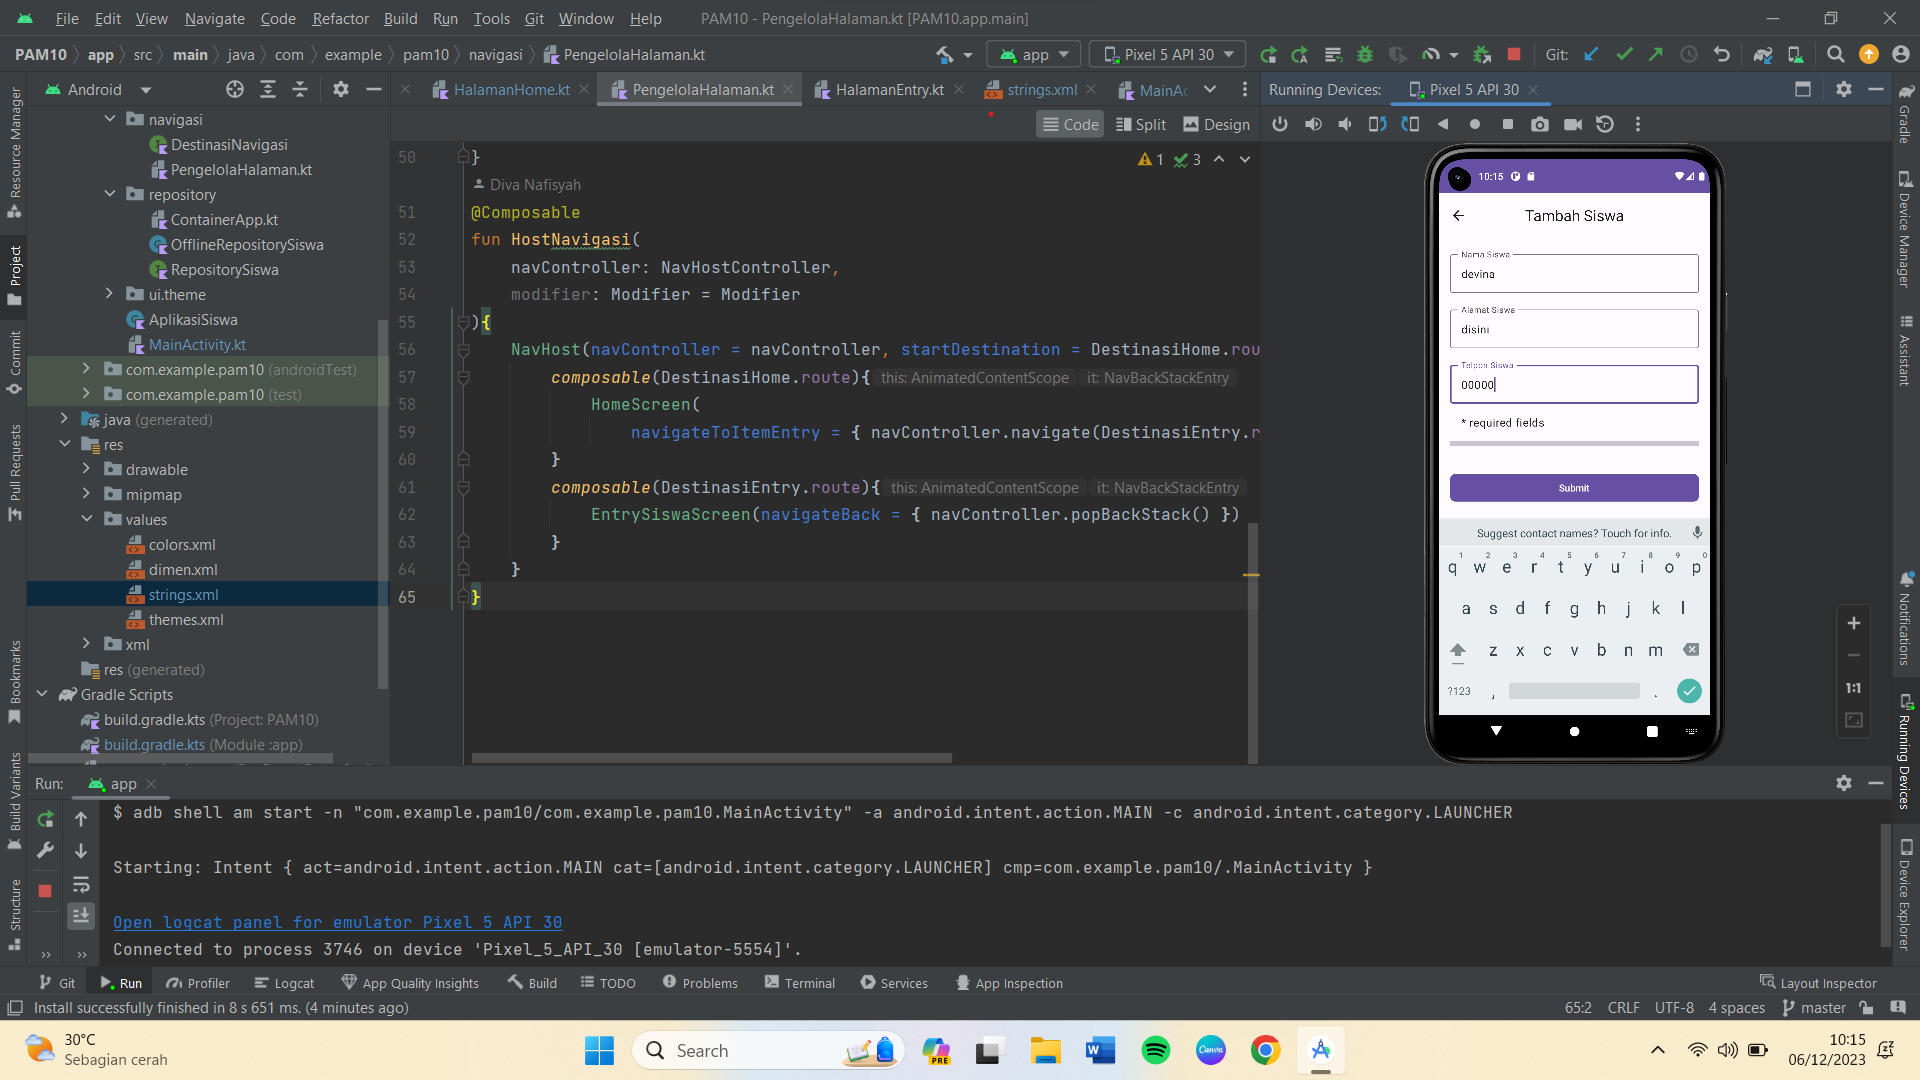 File Edit View Navigate Code Refactor Build Run Tools Git Window Help PAM10 - PengelolaHalaman.kt [PAM10.app.main]
PAM10 app src main java com example pam10 navigasi PengelolaHalaman.kt app Pixel 5 API 30 Git:
Android HalamanHome.kt PengelolaHalaman.kt HalamanEntry.kt strings.xml MainAc Running Devices: Pixel 5 API 30
Code Split Design
Resource Manager
Project
Commit
Pull Requests
Bookmarks
Build Variants
Structure
navigasi
DestinasiNavigasi
PengelolaHalaman.kt
repository
ContainerApp.kt
OfflineRepositorySiswa
RepositorySiswa
ui.theme
AplikasiSiswa
MainActivity.kt
com.example.pam10 (androidTest)
com.example.pam10 (test)
java (generated)
res
drawable
mipmap
values
colors.xml
dimen.xml
strings.xml
themes.xml
xml
res (generated)
Gradle Scripts
build.gradle.kts (Project: PAM10)
build.gradle.kts (Module :app)
1 3
50 }
Diva Nafisyah
51 @Composable
52 fun HostNavigasi(
53 navController: NavHostController,
54 modifier: Modifier = Modifier
55 ){
56 NavHost(navController = navController, startDestination = DestinasiHome.rou
57 composable(DestinasiHome.route){ this: AnimatedContentScope it: NavBackStackEntry
58 HomeScreen(
59 navigateToItemEntry = { navController.navigate(DestinasiEntry.r
60 }
61 composable(DestinasiEntry.route){ this: AnimatedContentScope it: NavBackStackEntry
62 EntrySiswaScreen(navigateBack = { navController.popBackStack() })
63 }
64 }
65 }
10:15
Tambah Siswa
Nama Siswa
devina
Alamat Siswa
disini
Telpon Siswa
00000
* required fields
Submit
Suggest contact names? Touch for info.
1 2 3 4 5 6 7 8 9 0
q w e r t y u i o p
a s d f g h j k l
z x c v b n m
?123 , .
1:1
Gradle
Device Manager
Assistant
Notifications
Running Devices
Device Explorer
Run: app
$ adb shell am start -n "com.example.pam10/com.example.pam10.MainActivity" -a android.intent.action.MAIN -c android.intent.category.LAUNCHER
Starting: Intent { act=android.intent.action.MAIN cat=[android.intent.category.LAUNCHER] cmp=com.example.pam10/.MainActivity }
Open logcat panel for emulator Pixel 5 API 30
Connected to process 3746 on device 'Pixel_5_API_30 [emulator-5554]'.
Git Run Profiler Logcat App Quality Insights Build TODO Problems Terminal Services App Inspection Layout Inspector
Install successfully finished in 8 s 651 ms. (4 minutes ago) 65:2 CRLF UTF-8 4 spaces master
30°C
Sebagian cerah
Search
PRE
Canva
10:15
06/12/2023